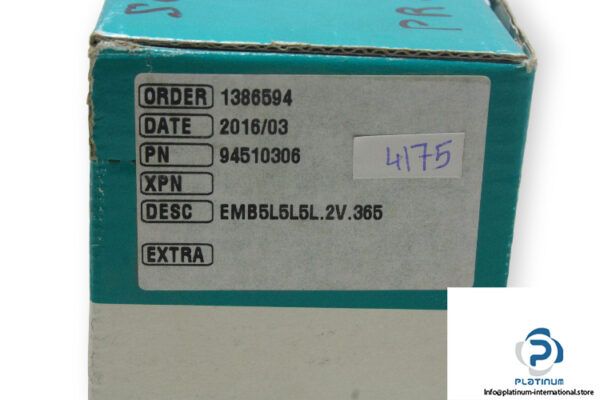 PR
ORDER 1386594
DATE 2016/03
PN 94510306
4175
XPN
DESC EMB5L5L5L.2V.365
EXTRA
PLATINUM
Info@platinum-international.store